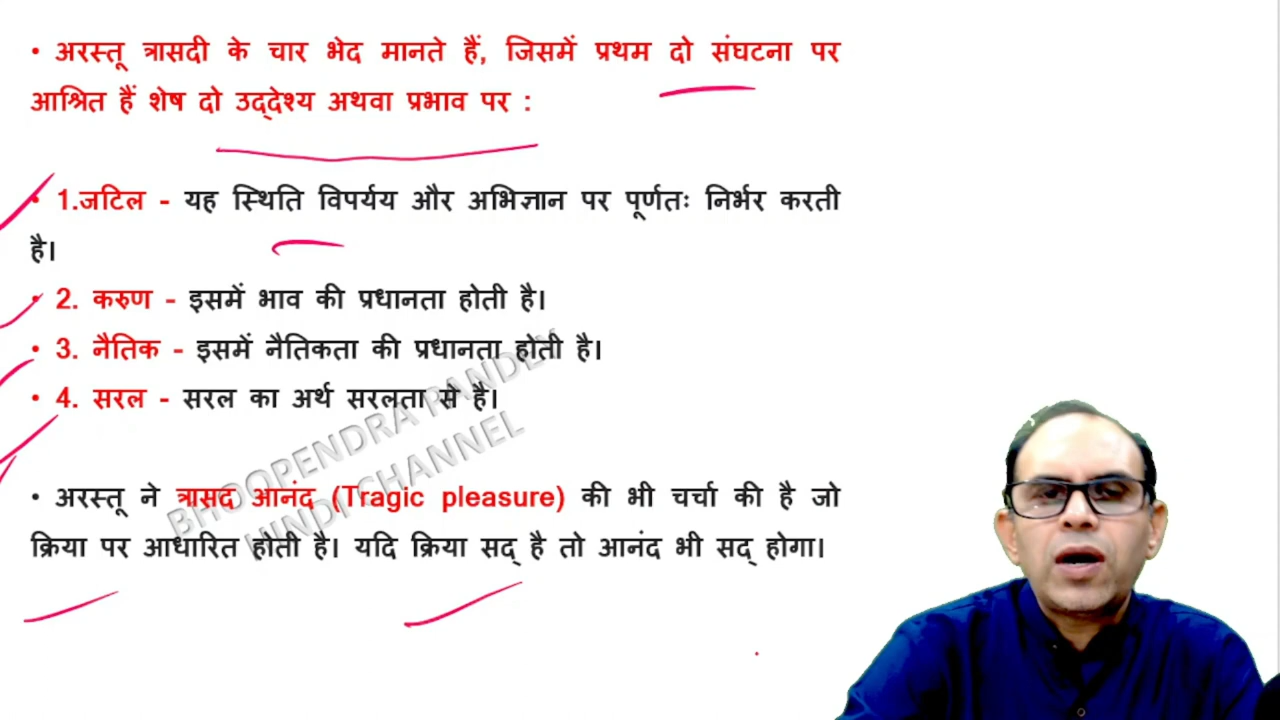 • अरस्तू त्रासदी के चार भेद मानते हैं, जिसमें प्रथम दो संघटना पर
आश्रित हैं शेष दो उद्देश्य अथवा प्रभाव पर :
• 1.जटिल - यह स्थिति विपर्यय और अभिज्ञान पर पूर्णतः निर्भर करती
है।
• 2. करुण - इसमें भाव की प्रधानता होती है।
• 3. नैतिक - इसमें नैतिकता की प्रधानता होती है।
• 4. सरल - सरल का अर्थ सरलता से है।
• अरस्तू ने त्रासद आनंद (Tragic pleasure) की भी चर्चा की है जो
क्रिया पर आधारित होती है। यदि क्रिया सद् है तो आनंद भी सद् होगा।
BHOOPENDRA PANDEY
HINDI CHANNEL